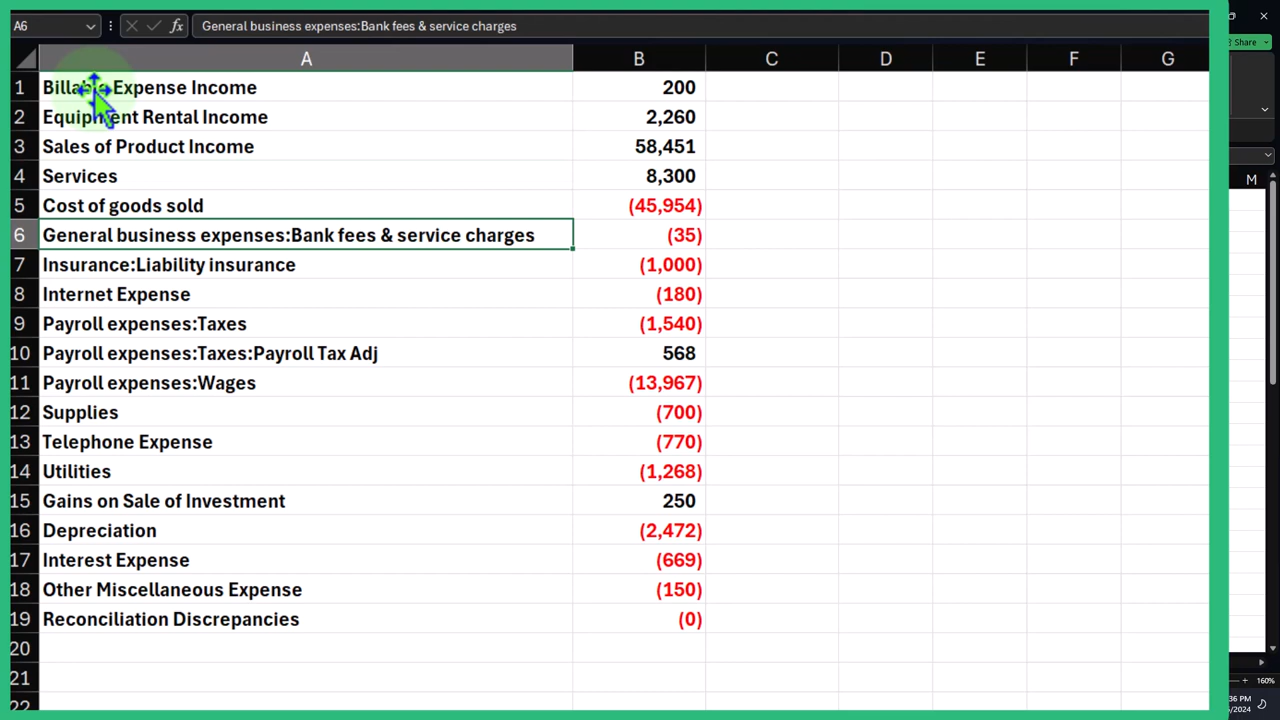 A6 fx General business expenses:Bank fees & service charges
Share
A B C D E F G
M
1 Billable Expense Income 200
2 Equipment Rental Income 2,260
3 Sales of Product Income 58,451
4 Services 8,300
5 Cost of goods sold (45,954)
6 General business expenses:Bank fees & service charges (35)
7 Insurance:Liability insurance (1,000)
8 Internet Expense (180)
9 Payroll expenses:Taxes (1,540)
10 Payroll expenses:Taxes:Payroll Tax Adj 568
11 Payroll expenses:Wages (13,967)
12 Supplies (700)
13 Telephone Expense (770)
14 Utilities (1,268)
15 Gains on Sale of Investment 250
16 Depreciation (2,472)
17 Interest Expense (669)
18 Other Miscellaneous Expense (150)
19 Reconciliation Discrepancies (0)
20
21
22
160%
36 PM
/2024